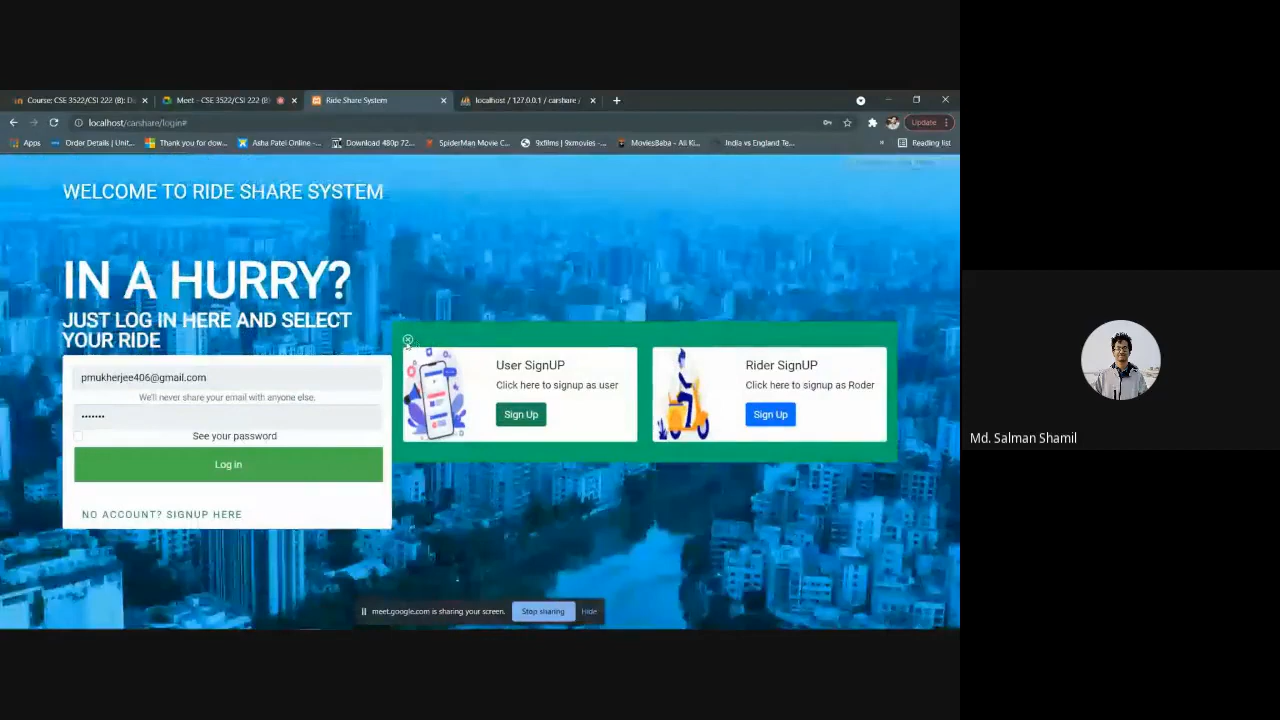 Course: CSE 3522/CSI 222 (B): D
Meet - CSE 3522/CSI 222 (B)
Ride Share System
localhost / 127.0.0.1 / carshare /
localhost/carshare/login#
Update
Apps
Order Details | Unit...
Thank you for dow...
Asha Patel Online -...
Download 480p 72...
SpiderMan Movie C...
9xfilms | 9xmovies -...
MoviesBaba - All Ki...
India vs England Te...
»
Reading list
WELCOME TO RIDE SHARE SYSTEM
IN A HURRY?
JUST LOG IN HERE AND SELECT
YOUR RIDE
pmukherjee406@gmail.com
We'll never share your email with anyone else.
•••••••
See your password
Log in
NO ACCOUNT? SIGNUP HERE
User SignUP
Click here to signup as user
Sign Up
Rider SignUP
Click here to signup as Roder
Sign Up
meet.google.com is sharing your screen.
Stop sharing
Hide
Md. Salman Shamil